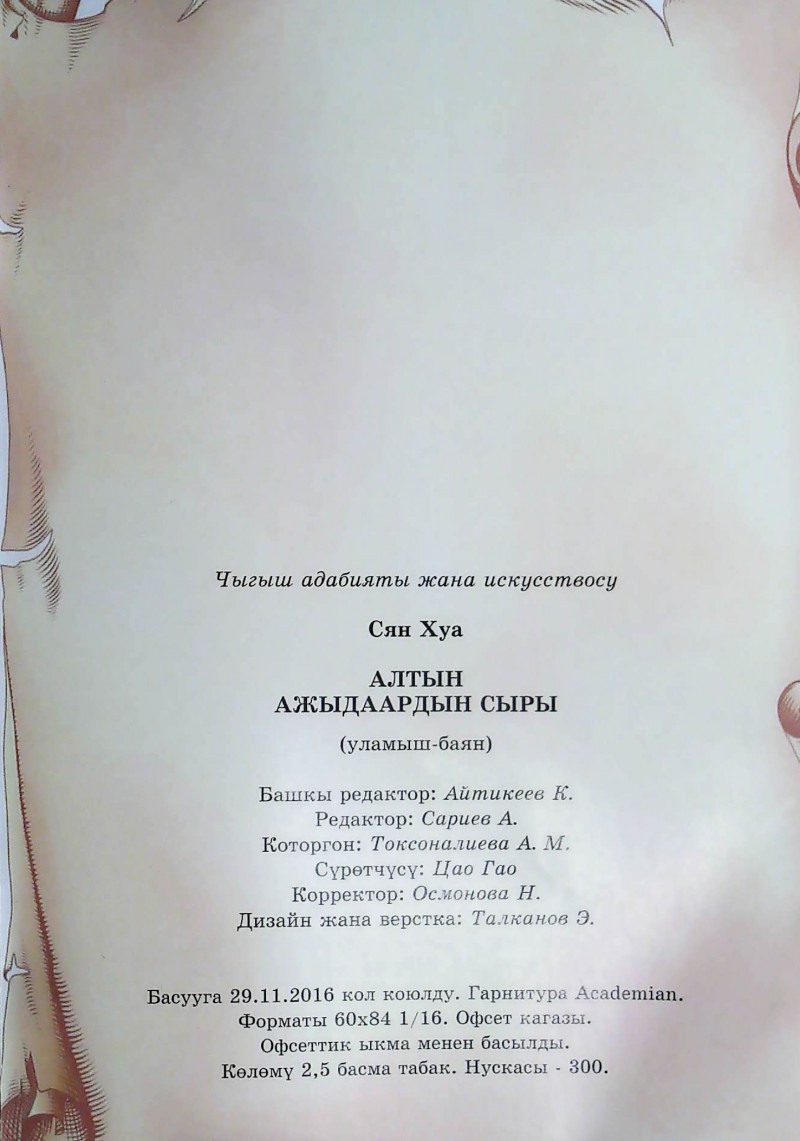 Чыгыш адабияты жана искусствосу
Сян Хуа
АЛТЫН
АЖЫДААРДЫН СЫРЫ
(уламыш-баян)
Башкы редактор: Айтикеев К.
Редактор: Сариев А.
Которгон: Токсоналиева А. М.
Сүрөтчүсү: Цао Гао
Корректор: Осмонова Н.
Дизайн жана верстка: Талканов Э.
Басууга 29.11.2016 кол коюлду. Гарнитура Academian.
Форматы 60x84 1/16. Офсет кагазы.
Офсеттик ыкма менен басылды.
Көлөмү 2,5 басма табак. Нускасы - 300.